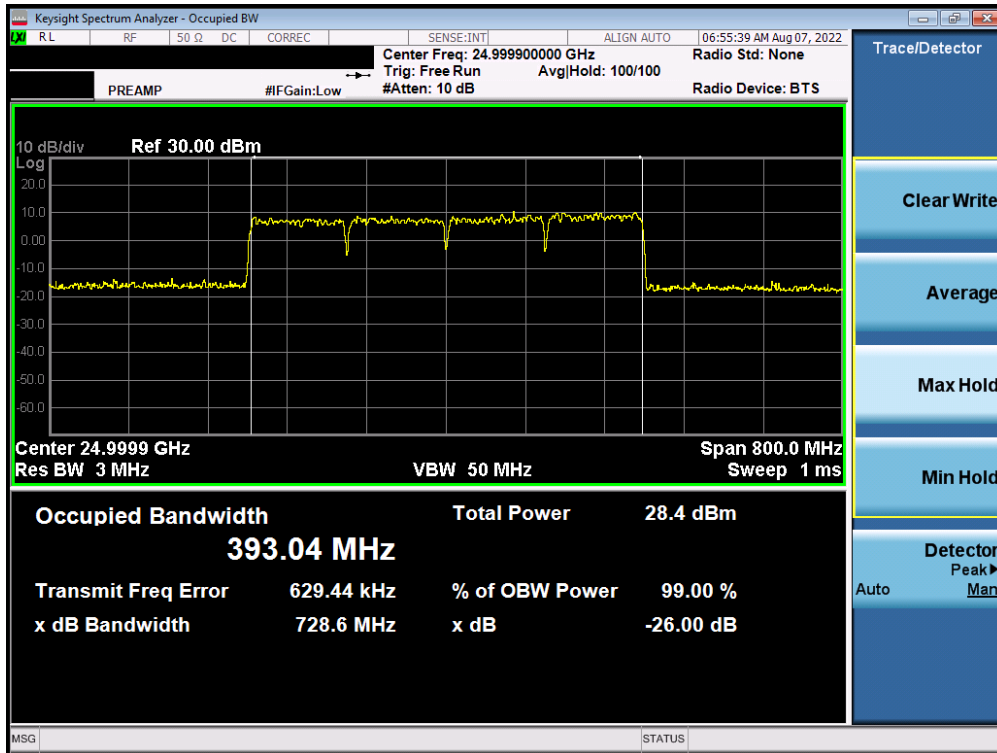 Keysight Spectrum Analyzer - Occupied BW
LXI RL RF 50 Ω DC CORREC SENSE:INT ALIGN AUTO 06:55:39 AM Aug 07, 2022
Center Freq: 24.999900000 GHz Radio Std: None
Trig: Free Run Avg|Hold: 100/100
PREAMP #IFGain:Low #Atten: 10 dB Radio Device: BTS
10 dB/div Ref 30.00 dBm
Log
20.0
10.0
0.00
-10.0
-20.0
-30.0
-40.0
-50.0
-60.0
Center 24.9999 GHz Span 800.0 MHz
Res BW 3 MHz VBW 50 MHz Sweep 1 ms
Occupied Bandwidth Total Power 28.4 dBm
393.04 MHz
Transmit Freq Error 629.44 kHz % of OBW Power 99.00 %
x dB Bandwidth 728.6 MHz x dB -26.00 dB
MSG STATUS
Trace/Detector
Clear Write
Average
Max Hold
Min Hold
Detector
Peak▶
Auto Man